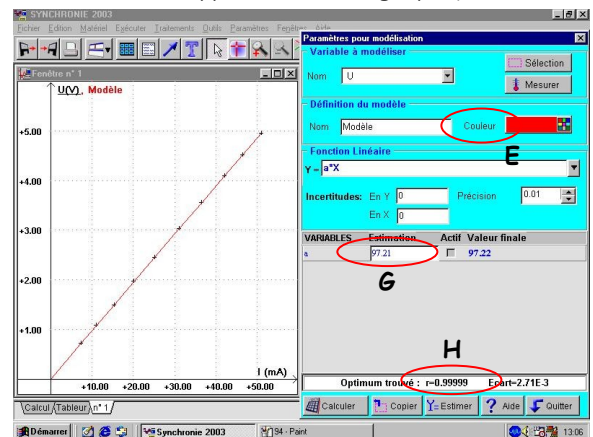 SYNCHRONIE 2003
Fichier Edition Matériel Exécuter Traitements Outils Paramètres Fenêtres Aide
Fenêtre n° 1
U(V), Modèle
+5.00
+4.00
+3.00
+2.00
+1.00
I (mA)
+10.00 +20.00 +30.00 +40.00 +50.00
Calcul Tableur n° 1
Paramètres pour modélisation
Variable à modéliser
Nom U
Sélection
Mesurer
Définition du modèle
Nom Modèle Couleur
E
Fonction Linéaire
Y = a*X
Incertitudes: En Y 0 Précision 0.01
En X 0
VARIABLES Estimation Actif Valeur finale
a 97.21 97.22
G
H
Optimum trouvé : r=0.99999 Ecart=2.71E-3
Calculer Copier Y= Estimer ? Aide Quitter
Démarrer Synchronie 2003 94 - Paint 13:06